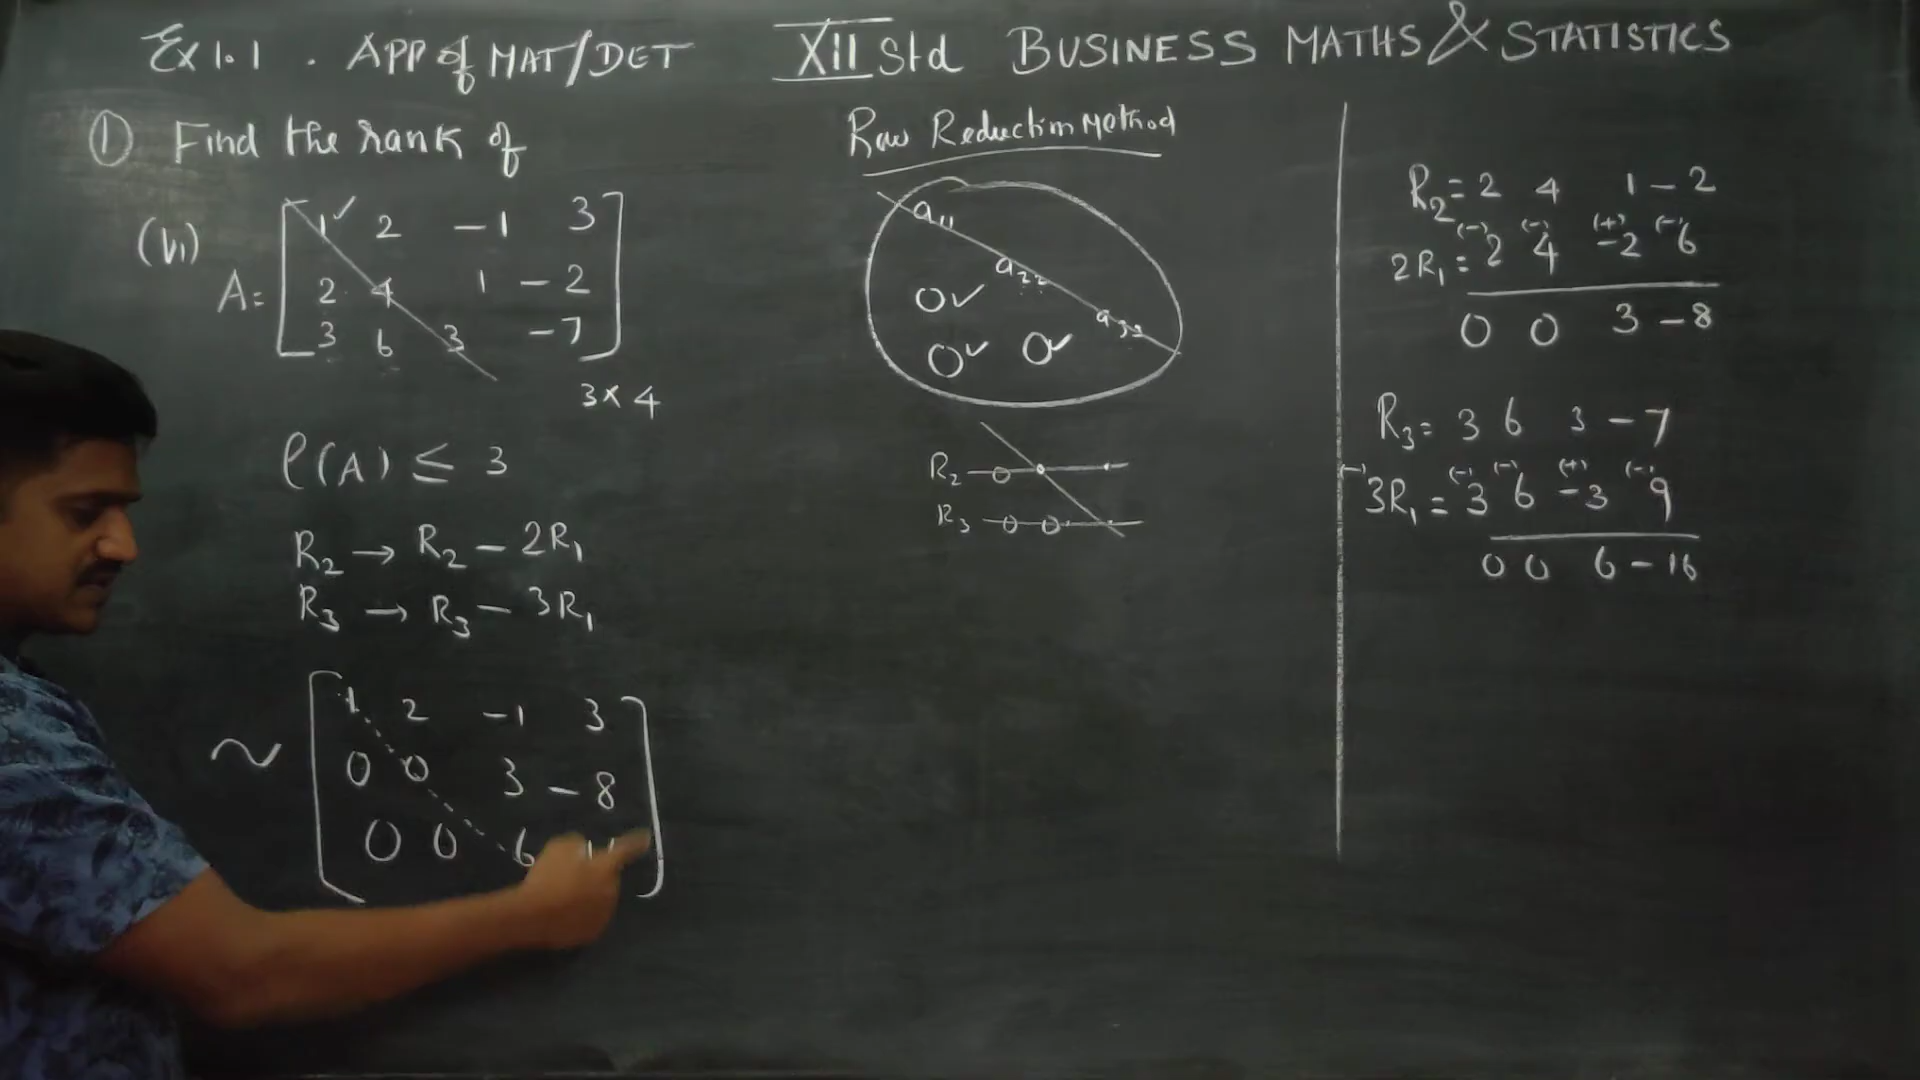 Ex 1.1 . APP of MAT/DET XII Std BUSINESS MATHS & STATISTICS
① Find the rank of
(vi)
A = [ 1 ✓ 2 -1 3
2 4 1 -2
3 6 3 -7 ]
3 × 4
ρ(A) ≤ 3
R₂ → R₂ - 2R₁
R₃ → R₃ - 3R₁
~ [ 1 2 -1 3
0 0 3 -8
0 0 6 ]
Row Reduction Method
a₁₁
a₂₂
0 ✓
a₃₃
0 ✓ 0 ✓
R₂ 0
R₃ 0 0
R₂ = 2 4 1 -2
(-) (-) (+) (-)
2R₁ = 2 4 -2 6
0 0 3 -8
R₃ = 3 6 3 -7
(-) (-) (-) (+) (-)
3R₁ = 3 6 -3 9
0 0 6 -16